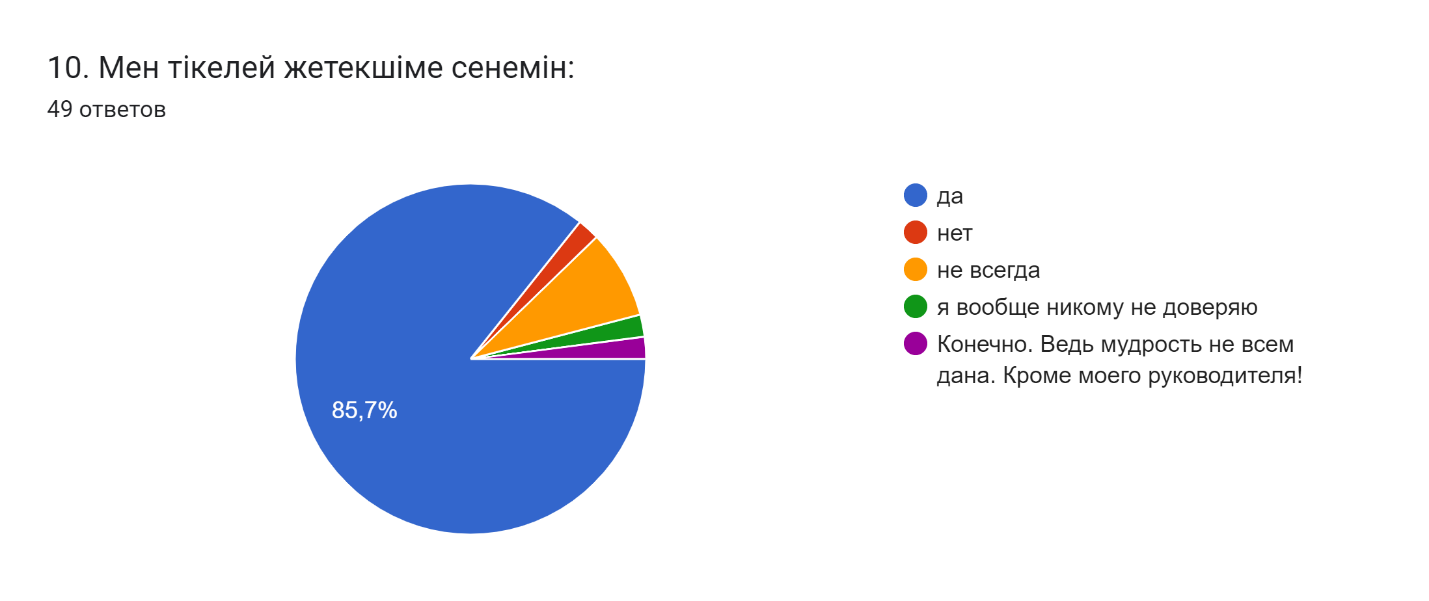 10. Мен тікелей жетекшіме сенемін:
49 ответов
85,7%
да
нет
не всегда
я вообще никому не доверяю
Конечно. Ведь мудрость не всем
дана. Кроме моего руководителя!